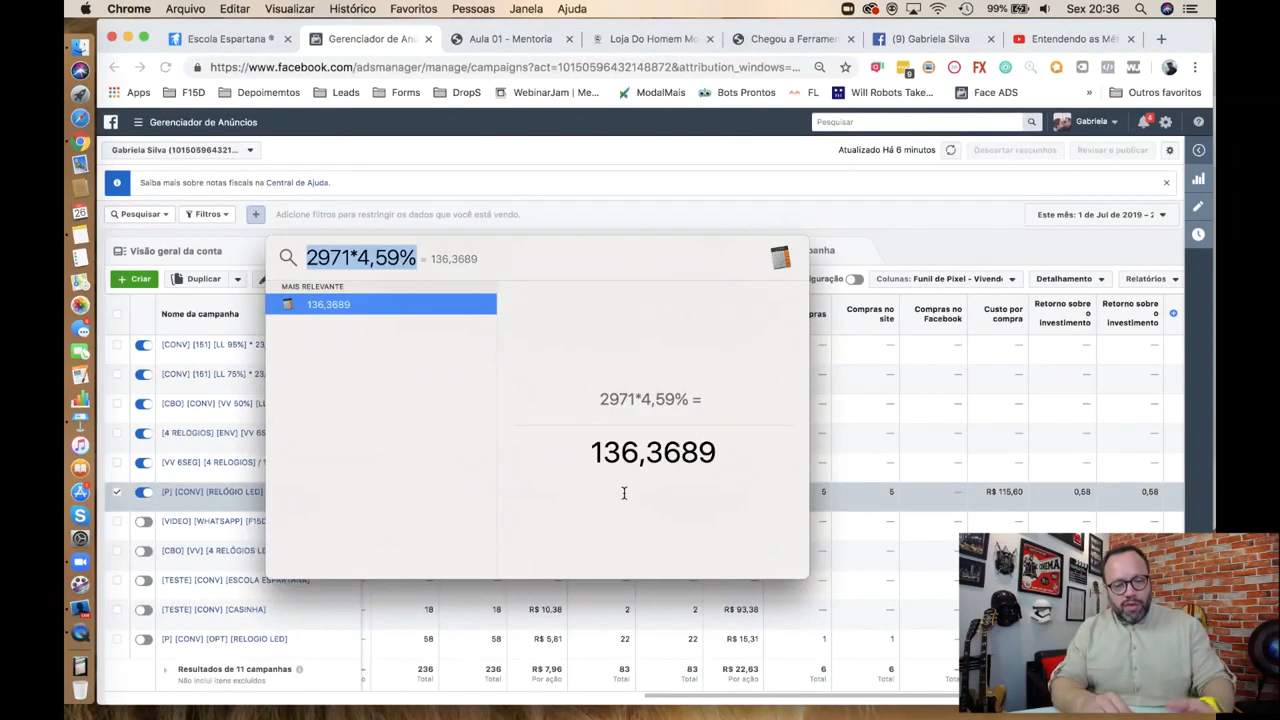 Chrome Arquivo Editar Visualizar Histórico Favoritos Pessoas Janela Ajuda 99% Sex 20:36
Escola Espartana ® Gerenciador de Anú Aula 01 - Mentoria Loja Do Homem Mo Chegou a Ferramen (9) Gabriela Silva Entendendo as Mét
https://www.facebook.com/adsmanager/manage/campaigns?act=10150596432148872&attribution_windows=...
Apps F15D Depoimentos Leads Forms DropS WebinarJam | Me... ModalMais Bots Prontos FL Will Robots Take... Face ADS » Outros favoritos
Gerenciador de Anúncios Pesquisar Gabriela 4
Gabriela Silva (101505964321... Atualizado Há 6 minutos Descartar rascunhos Revisar e publicar
Saiba mais sobre notas fiscais na Central de Ajuda.
Pesquisar Filtros Adicione filtros para restringir os dados que você está vendo. Este mês: 1 de Jul de 2019 – 2
Visão geral da conta
2971*4,59% = 136,3689
+ Criar Duplicar Colunas: Funil de Pixel - Vivende Detalhamento Relatórios
MAIS RELEVANTE
136,3689
Nome da campanha Compras no site Compras no Facebook Custo por compra Retorno sobre o investimento Retorno sobre o investimento
[CONV] [151] [LL 95%] * 23,
[CONV] [151] [LL 75%] * 23,
[CBO] [CONV] [VV 50%] [L
2971*4,59% =
[4 RELOGIOS] [ENV] [VV
136,3689
[VV 6SEG] [4 RELOGIOS] /
[P] [CONV] [RELÓGIO LED] 5 5 — R$ 115,60 0,58 0,58
[VIDEO] [WHATSAPP] [F15D
[CBO] [VV] [4 RELÓGIOS LE
[TESTE] [CONV] [ESCOLA ESPARTANA]
[TESTE] [CONV] [CASINHA] 18 18 R$ 10,38 2 2 R$ 93,38
[P] [CONV] [OPT] [RELOGIO LED] 58 58 R$ 5,81 22 22 R$ 15,31 1 1
Resultados de 11 campanhas 236 236 R$ 7,96 83 83 R$ 22,63 6 6
Não inclui itens excluídos Total Total Por ação Total Total Por ação Total Total